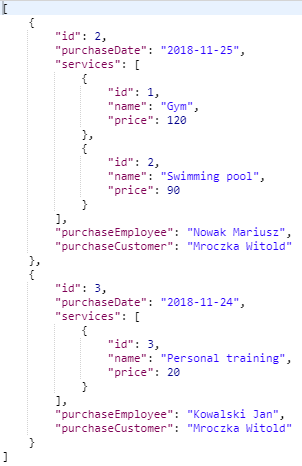 [
    {
        "id": 2,
        "purchaseDate": "2018-11-25",
        "services": [
            {
                "id": 1,
                "name": "Gym",
                "price": 120
            },
            {
                "id": 2,
                "name": "Swimming pool",
                "price": 90
            }
        ],
        "purchaseEmployee": "Nowak Mariusz",
        "purchaseCustomer": "Mroczka Witold"
    },
    {
        "id": 3,
        "purchaseDate": "2018-11-24",
        "services": [
            {
                "id": 3,
                "name": "Personal training",
                "price": 20
            }
        ],
        "purchaseEmployee": "Kowalski Jan",
        "purchaseCustomer": "Mroczka Witold"
    }
]